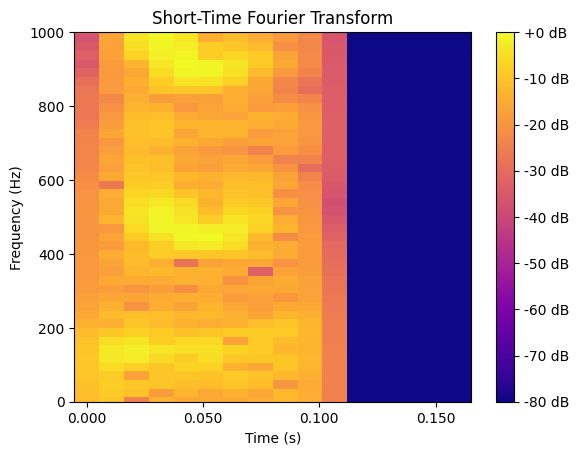 Short-Time Fourier Transform
Frequency (Hz)
1000
800
600
400
200
0
0.000
0.050
0.100
0.150
Time (s)
+0 dB
-10 dB
-20 dB
-30 dB
-40 dB
-50 dB
-60 dB
-70 dB
-80 dB